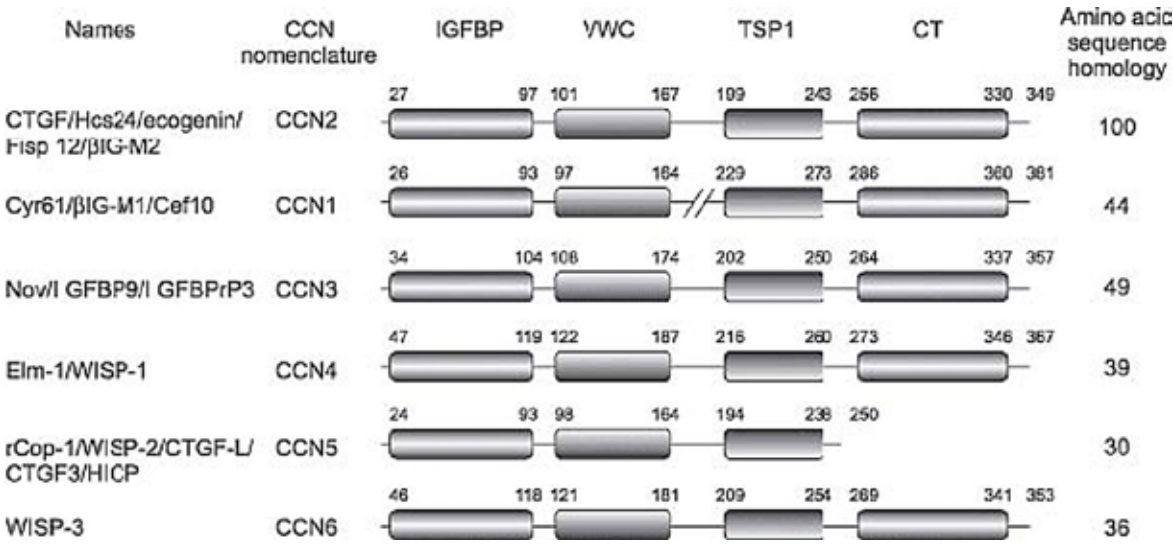 Names CCN IGFBP VWC TSP1 CT Amino acic
nomenclature sequence
homology
27 97 101 167 199 243 256 330 349
CTGF/Hcs24/ecogenin/ CCN2 100
Fisp 12/βIG-M2
26 93 97 164 229 273 286 360 381
Cyr61/βIG-M1/Cef10 CCN1 44
34 104 108 174 202 250 264 337 357
Nov/I GFBP9/I GFBPrP3 CCN3 49
47 119 122 187 216 260 273 346 367
Elm-1/WISP-1 CCN4 39
24 93 98 164 194 238 250
rCop-1/WISP-2/CTGF-L/ CCN5 30
CTGF3/HICP
46 118 121 181 209 254 269 341 353
WISP-3 CCN6 36